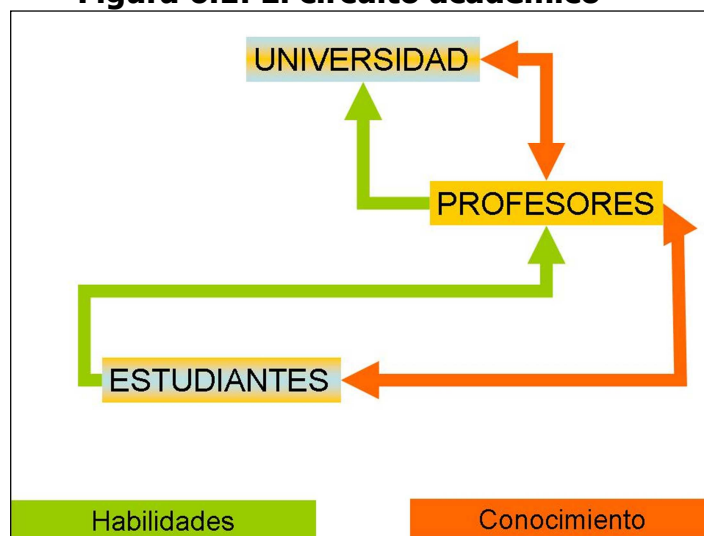 UNIVERSIDAD
PROFESORES
ESTUDIANTES
Habilidades
Conocimiento